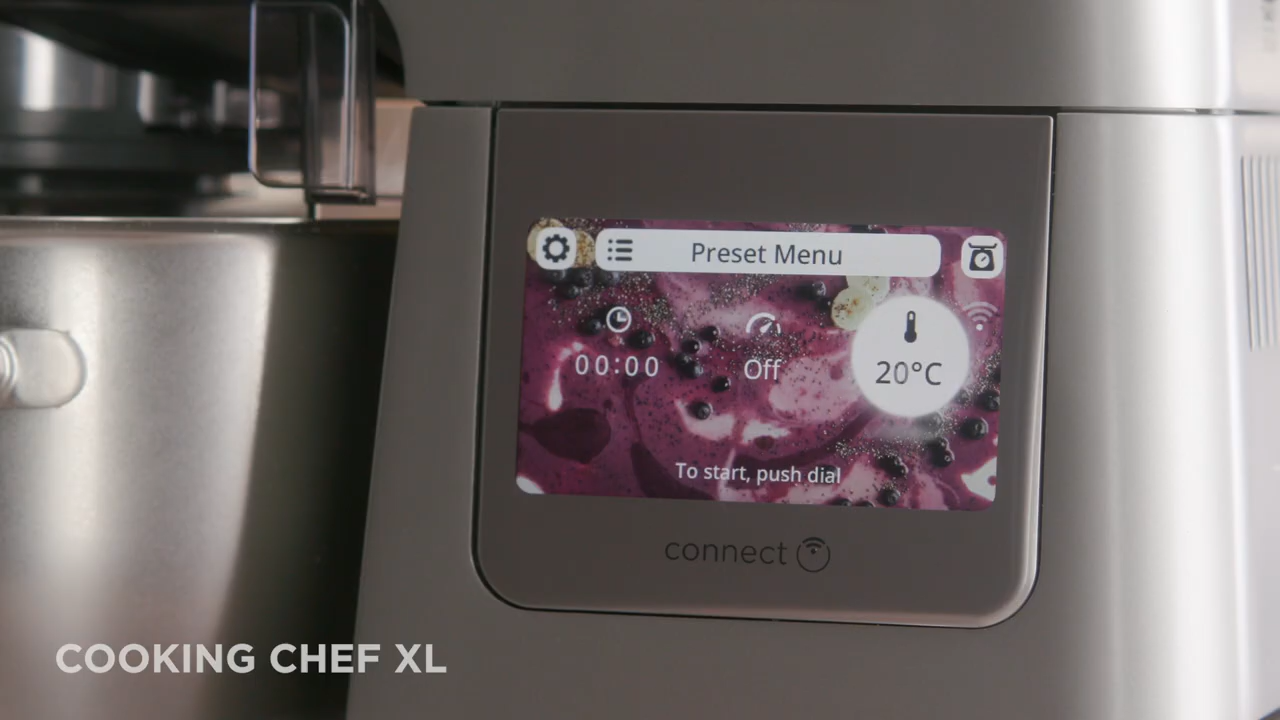 Preset Menu
00:00
Off
20°C
To start, push dial
connect
COOKING CHEF XL